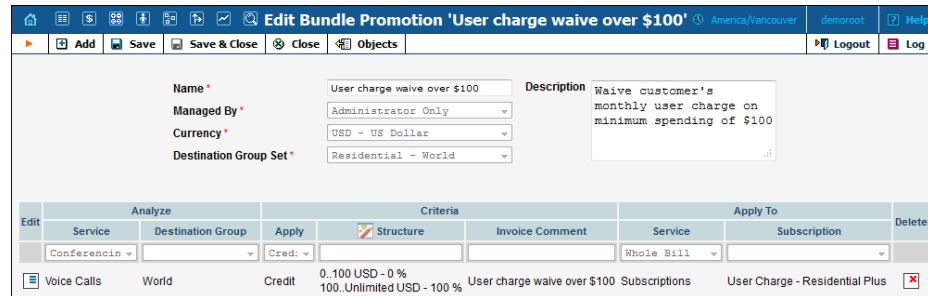 Edit Bundle Promotion 'User charge waive over $100' America/Vancouver demoroot Help
Add Save Save & Close Close Objects Logout Log
Name * User charge waive over $100 Description Waive customer's
monthly user charge on
minimum spending of $100
Managed By * Administrator Only
Currency * USD - US Dollar
Destination Group Set * Residential - World
Edit Analyze Criteria Apply To Delete
Service Destination Group Apply Structure Invoice Comment Service Subscription
Conferencin Cred: Whole Bill
Voice Calls World Credit 0..100 USD - 0 %
100..Unlimited USD - 100 % User charge waive over $100 Subscriptions User Charge - Residential Plus